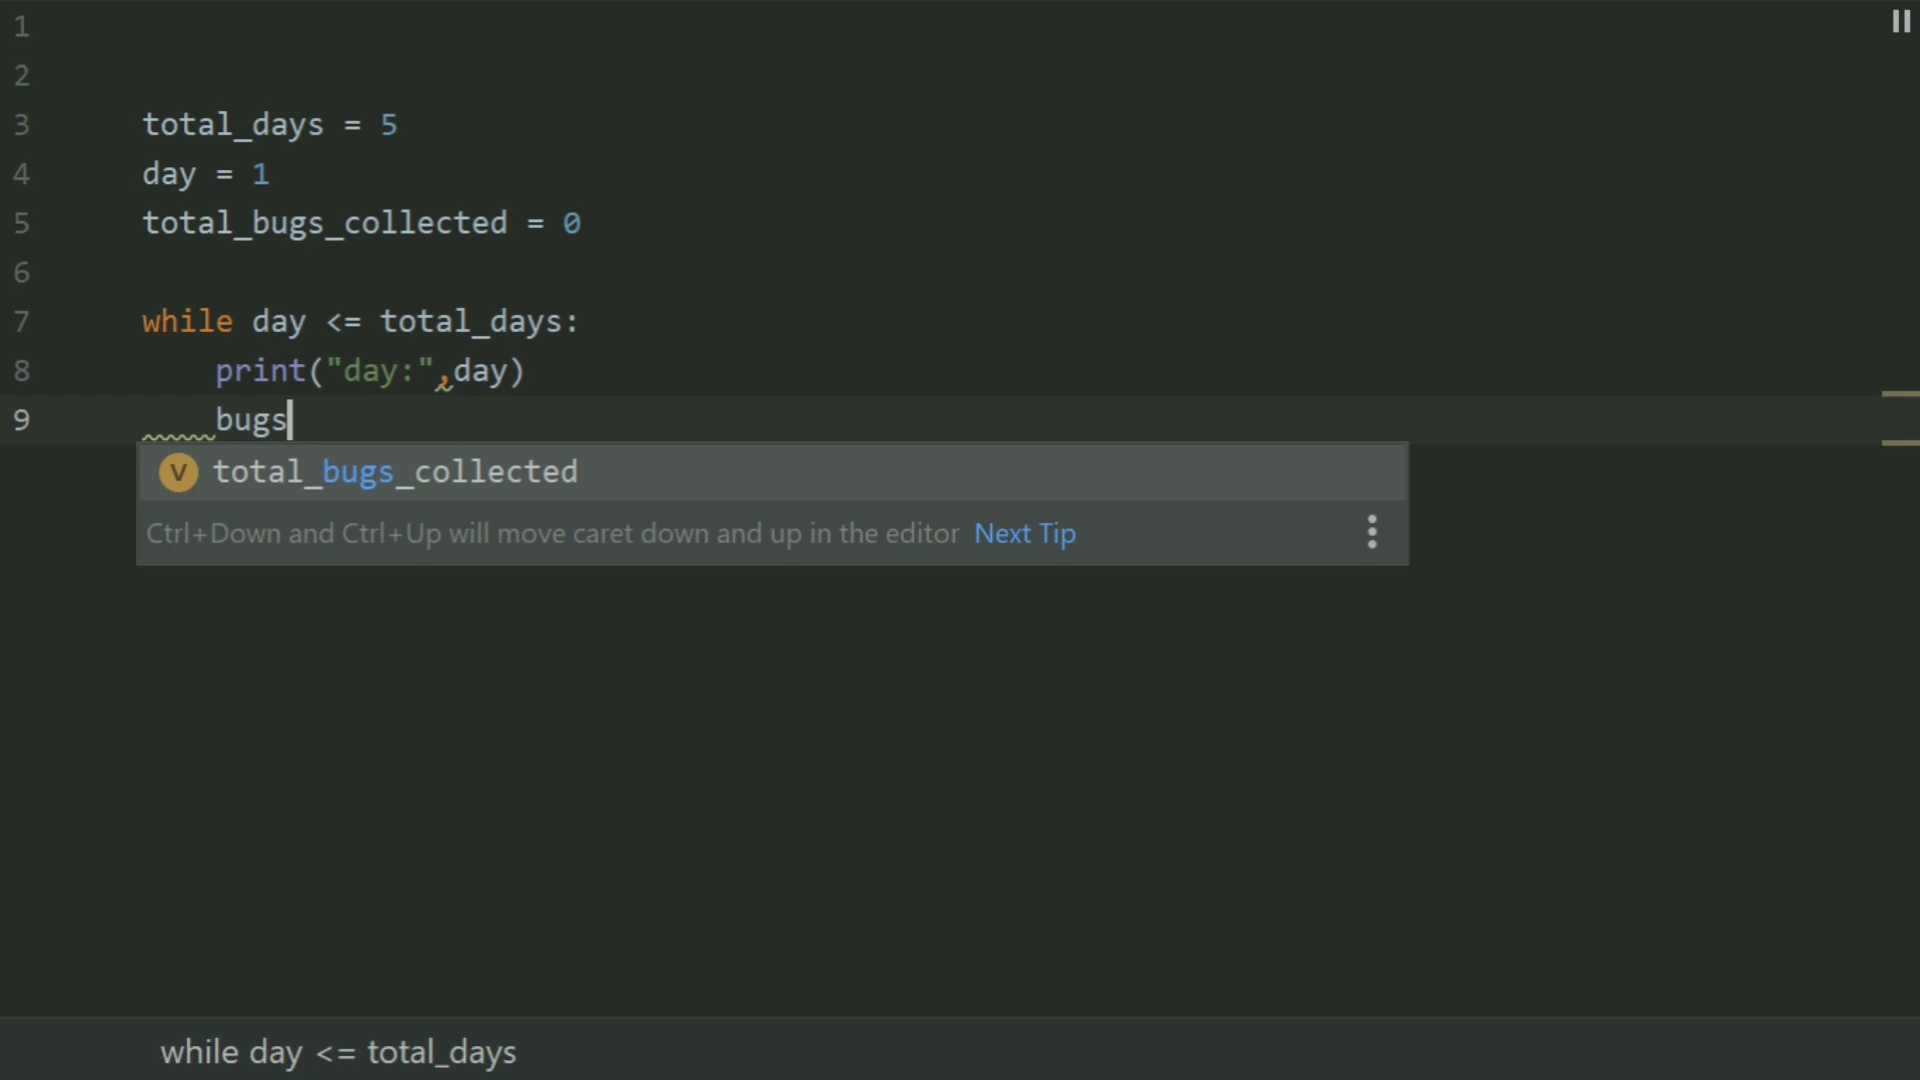 1
2
3 total_days = 5
4 day = 1
5 total_bugs_collected = 0
6
7 while day <= total_days:
8 print("day:",day)
9 bugs
V total_bugs_collected
Ctrl+Down and Ctrl+Up will move caret down and up in the editor Next Tip
while day <= total_days